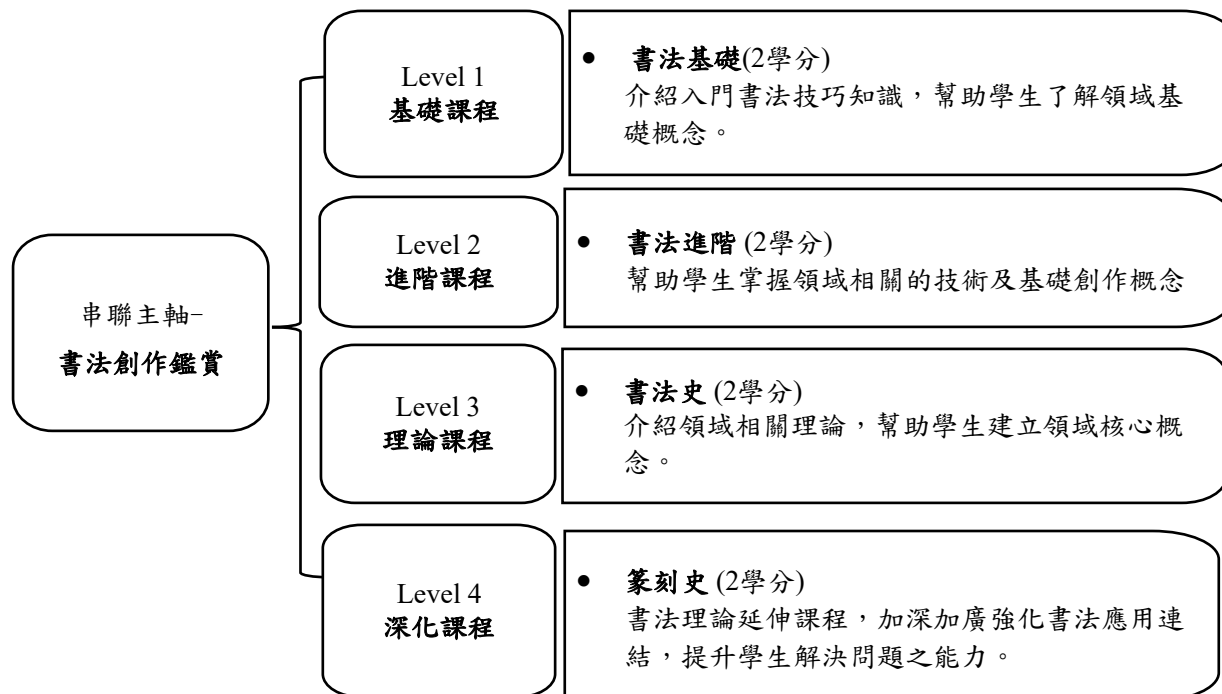 串聯主軸-
書法創作鑑賞
Level 1
基礎課程
● 書法基礎(2學分)
介紹入門書法技巧知識，幫助學生了解領域基
礎概念。
Level 2
進階課程
● 書法進階 (2學分)
幫助學生掌握領域相關的技術及基礎創作概念
Level 3
理論課程
● 書法史 (2學分)
介紹領域相關理論，幫助學生建立領域核心概
念。
Level 4
深化課程
● 篆刻史 (2學分)
書法理論延伸課程，加深加廣強化書法應用連
結，提升學生解決問題之能力。